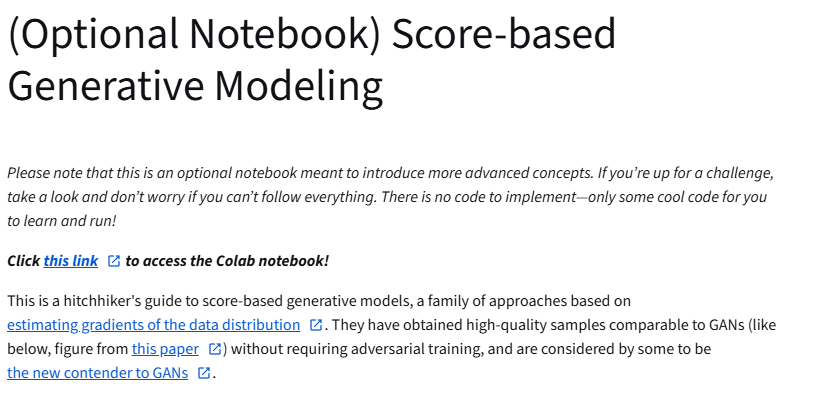 (Optional Notebook) Score-based
Generative Modeling
Please note that this is an optional notebook meant to introduce more advanced concepts. If you’re up for a challenge,
take a look and don’t worry if you can’t follow everything. There is no code to implement—only some cool code for you
to learn and run!
Click this link to access the Colab notebook!
This is a hitchhiker's guide to score-based generative models, a family of approaches based on
estimating gradients of the data distribution. They have obtained high-quality samples comparable to GANs (like
below, figure from this paper) without requiring adversarial training, and are considered by some to be
the new contender to GANs.